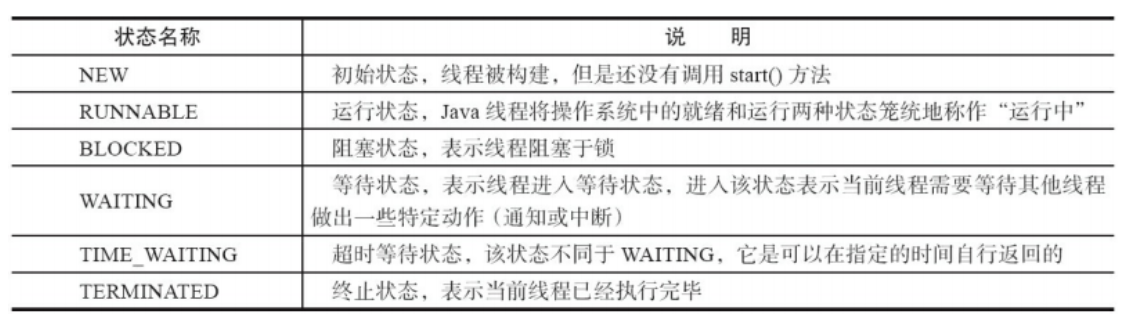 状态名称 说 明
NEW 初始状态，线程被构建，但是还没有调用 start() 方法
RUNNABLE 运行状态，Java 线程将操作系统中的就绪和运行两种状态笼统地称作“运行中”
BLOCKED 阻塞状态，表示线程阻塞于锁
WAITING 等待状态，表示线程进入等待状态，进入该状态表示当前线程需要等待其他线程
做出一些特定动作（通知或中断）
TIME_WAITING 超时等待状态，该状态不同于 WAITING，它是可以在指定的时间自行返回的
TERMINATED 终止状态，表示当前线程已经执行完毕